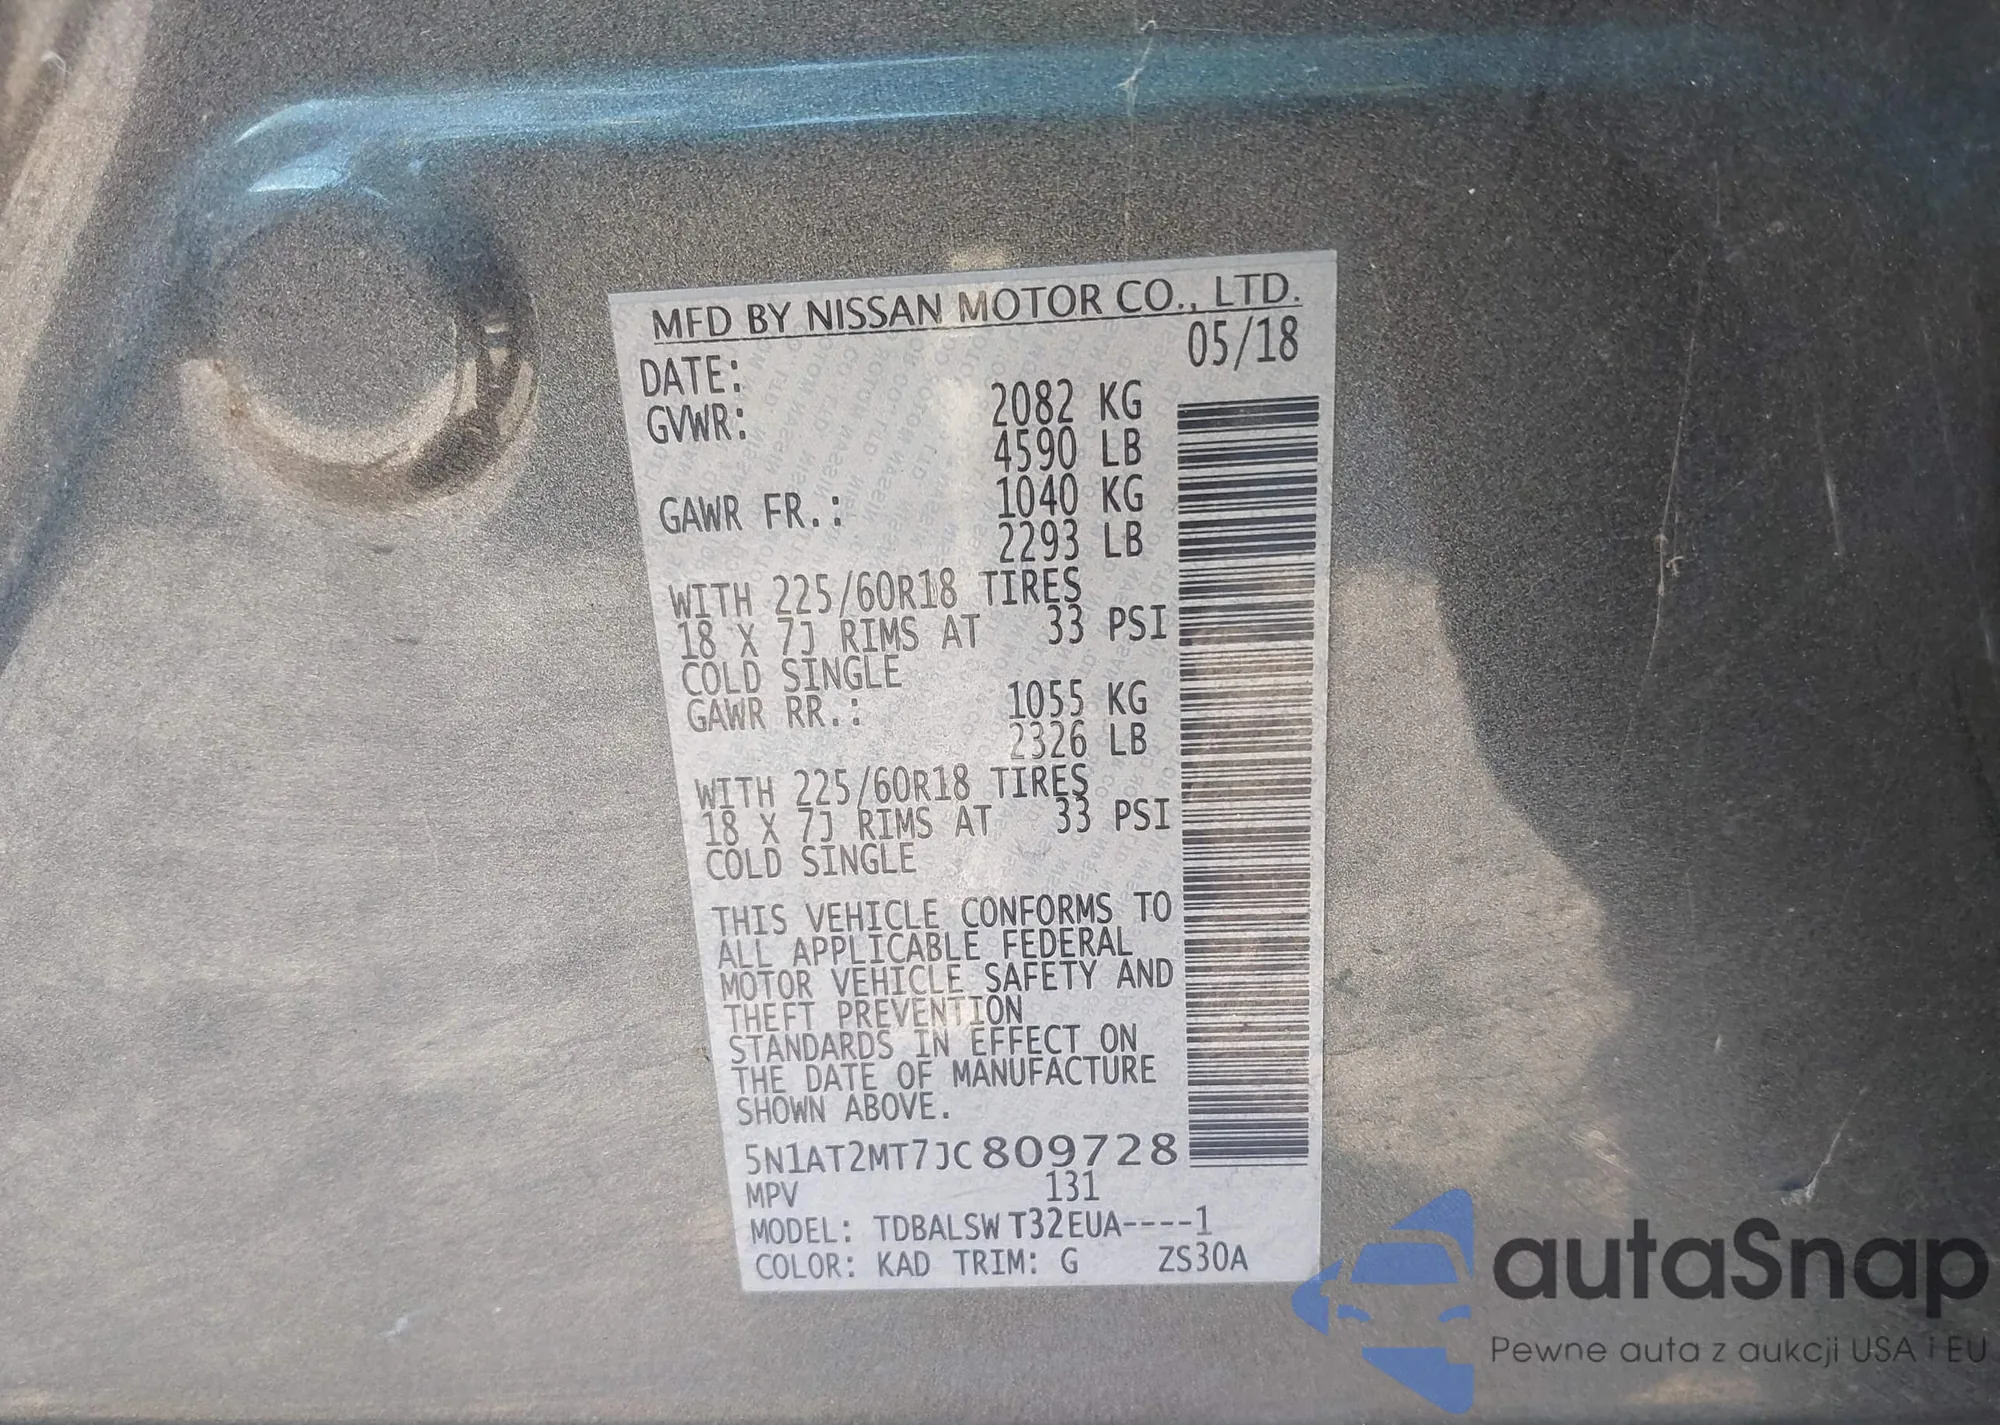 MFD BY NISSAN MOTOR CO., LTD.
DATE: 05/18
GVWR: 2082 KG
4590 LB
GAWR FR.: 1040 KG
2293 LB
WITH 225/60R18 TIRES
18 X 7J RIMS AT 33 PSI
COLD SINGLE
GAWR RR.: 1055 KG
2326 LB
WITH 225/60R18 TIRES
18 X 7J RIMS AT 33 PSI
COLD SINGLE
THIS VEHICLE CONFORMS TO
ALL APPLICABLE FEDERAL
MOTOR VEHICLE SAFETY AND
THEFT PREVENTION
STANDARDS IN EFFECT ON
THE DATE OF MANUFACTURE
SHOWN ABOVE.
5N1AT2MT7JC809728
MPV 131
MODEL: TDBALSW T32EUA----1
COLOR: KAD TRIM: G ZS30A
autaSnap
Pewne auta z aukcji USA i EU